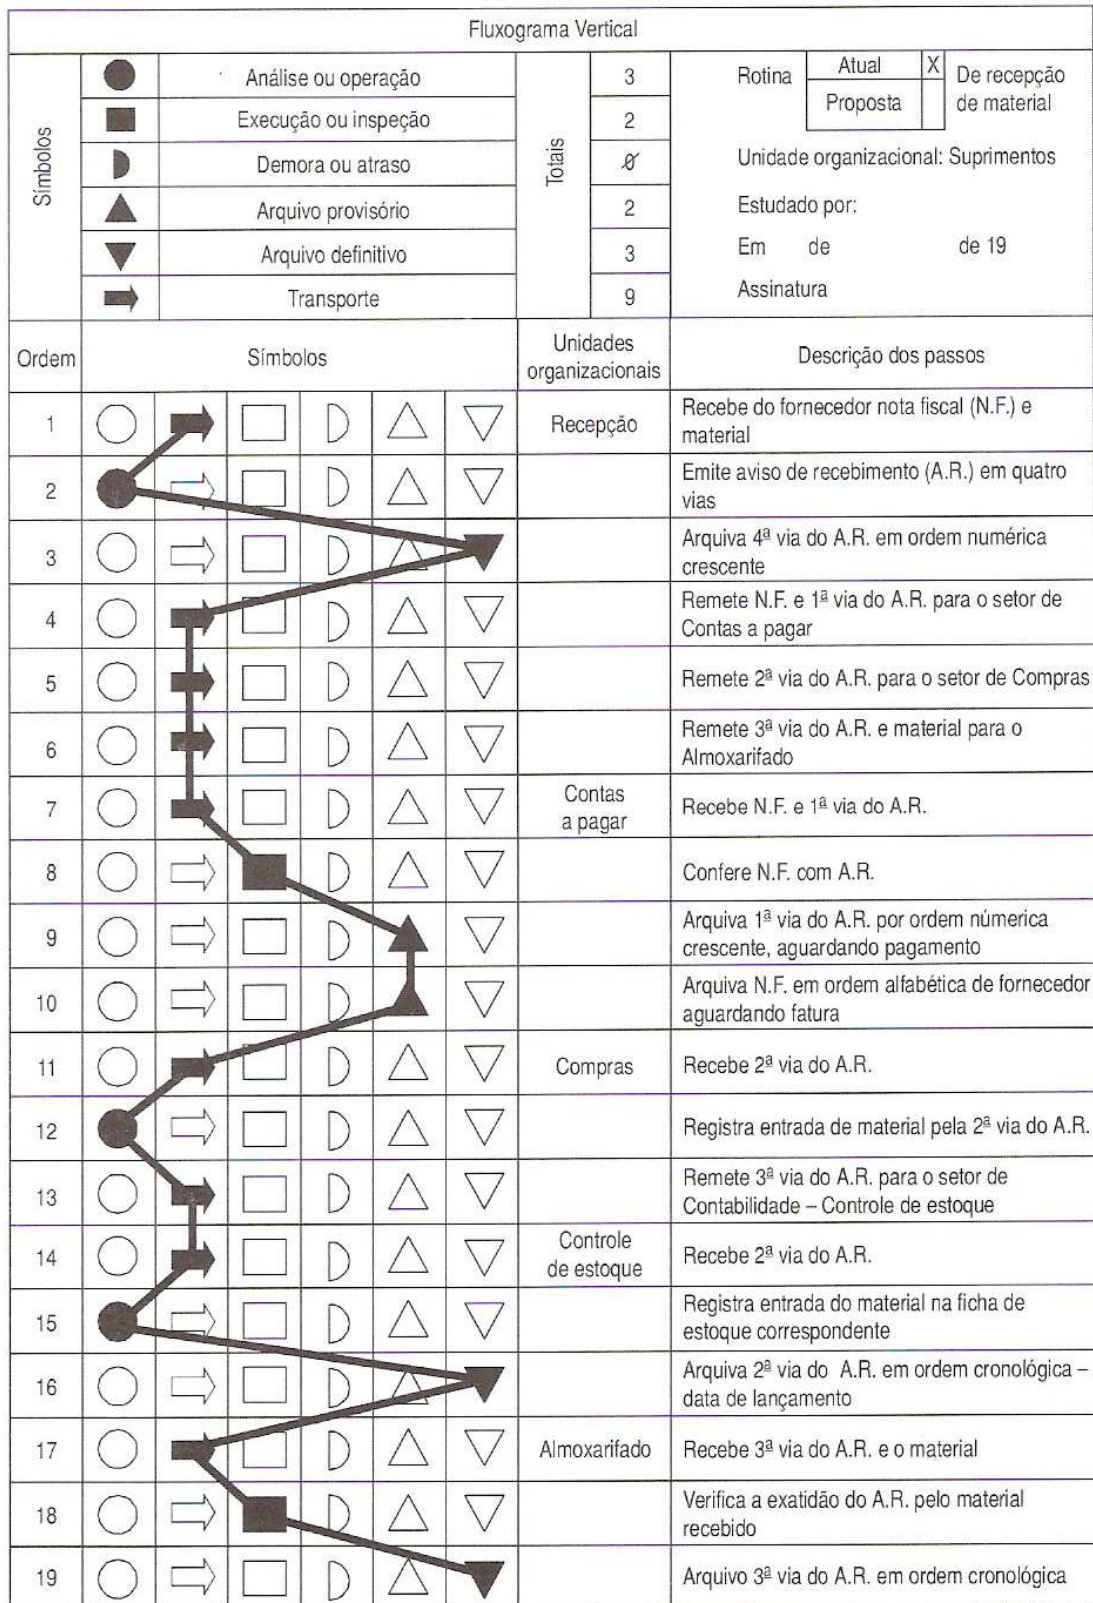 Fluxograma Vertical
Símbolos
Análise ou operação
Execução ou inspeção
Demora ou atraso
Arquivo provisório
Arquivo definitivo
Transporte
Totais
3
2
0
2
3
9
Rotina
Atual X
Proposta
De recepção
de material
Unidade organizacional: Suprimentos
Estudado por:
Em de de 19
Assinatura
Ordem
Símbolos
Unidades
organizacionais
Descrição dos passos
1
Recepção
Recebe do fornecedor nota fiscal (N.F.) e
material
2
Emite aviso de recebimento (A.R.) em quatro
vias
3
Arquiva 4ª via do A.R. em ordem numérica
crescente
4
Remete N.F. e 1ª via do A.R. para o setor de
Contas a pagar
5
Remete 2ª via do A.R. para o setor de Compras
6
Remete 3ª via do A.R. e material para o
Almoxarifado
7
Contas
a pagar
Recebe N.F. e 1ª via do A.R.
8
Confere N.F. com A.R.
9
Arquiva 1ª via do A.R. por ordem númerica
crescente, aguardando pagamento
10
Arquiva N.F. em ordem alfabética de fornecedor
aguardando fatura
11
Compras
Recebe 2ª via do A.R.
12
Registra entrada de material pela 2ª via do A.R.
13
Remete 3ª via do A.R. para o setor de
Contabilidade – Controle de estoque
14
Controle
de estoque
Recebe 2ª via do A.R.
15
Registra entrada do material na ficha de
estoque correspondente
16
Arquiva 2ª via do A.R. em ordem cronológica –
data de lançamento
17
Almoxarifado
Recebe 3ª via do A.R. e o material
18
Verifica a exatidão do A.R. pelo material
recebido
19
Arquivo 3ª via do A.R. em ordem cronológica